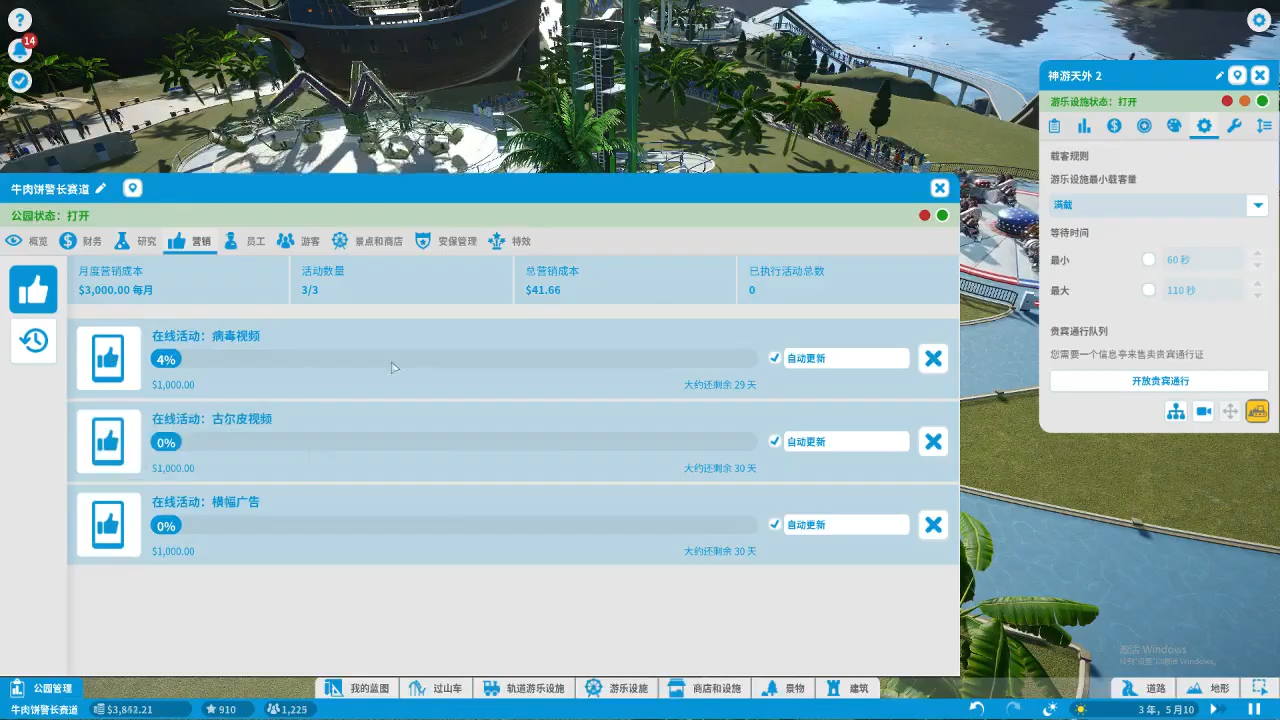 ?
14
神游天外 2
游乐设施状态：打开
载客规则
游乐设施最小载客量
满载
等待时间
最小
60 秒
最大
110 秒
贵宾通行队列
您需要一个信息亭来售卖贵宾通行证
开放贵宾通行
牛肉饼警长赛道
公园状态：打开
概览
财务
研究
营销
员工
游客
景点和商店
安保管理
特效
月度营销成本
$3,000.00 每月
活动数量
3/3
总营销成本
$41.66
已执行活动总数
0
在线活动：病毒视频
4%
自动更新
$1,000.00
大约还剩余 29 天
在线活动：古尔皮视频
0%
自动更新
$1,000.00
大约还剩余 30 天
在线活动：横幅广告
0%
自动更新
$1,000.00
大约还剩余 30 天
激活 Windows
转到"设置"以激活 Windows。
公园管理
我的蓝图
过山车
轨道游乐设施
游乐设施
商店和设施
景物
建筑
道路
地形
牛肉饼警长赛道
$3,842.21
910
1,225
3 年，5 月10